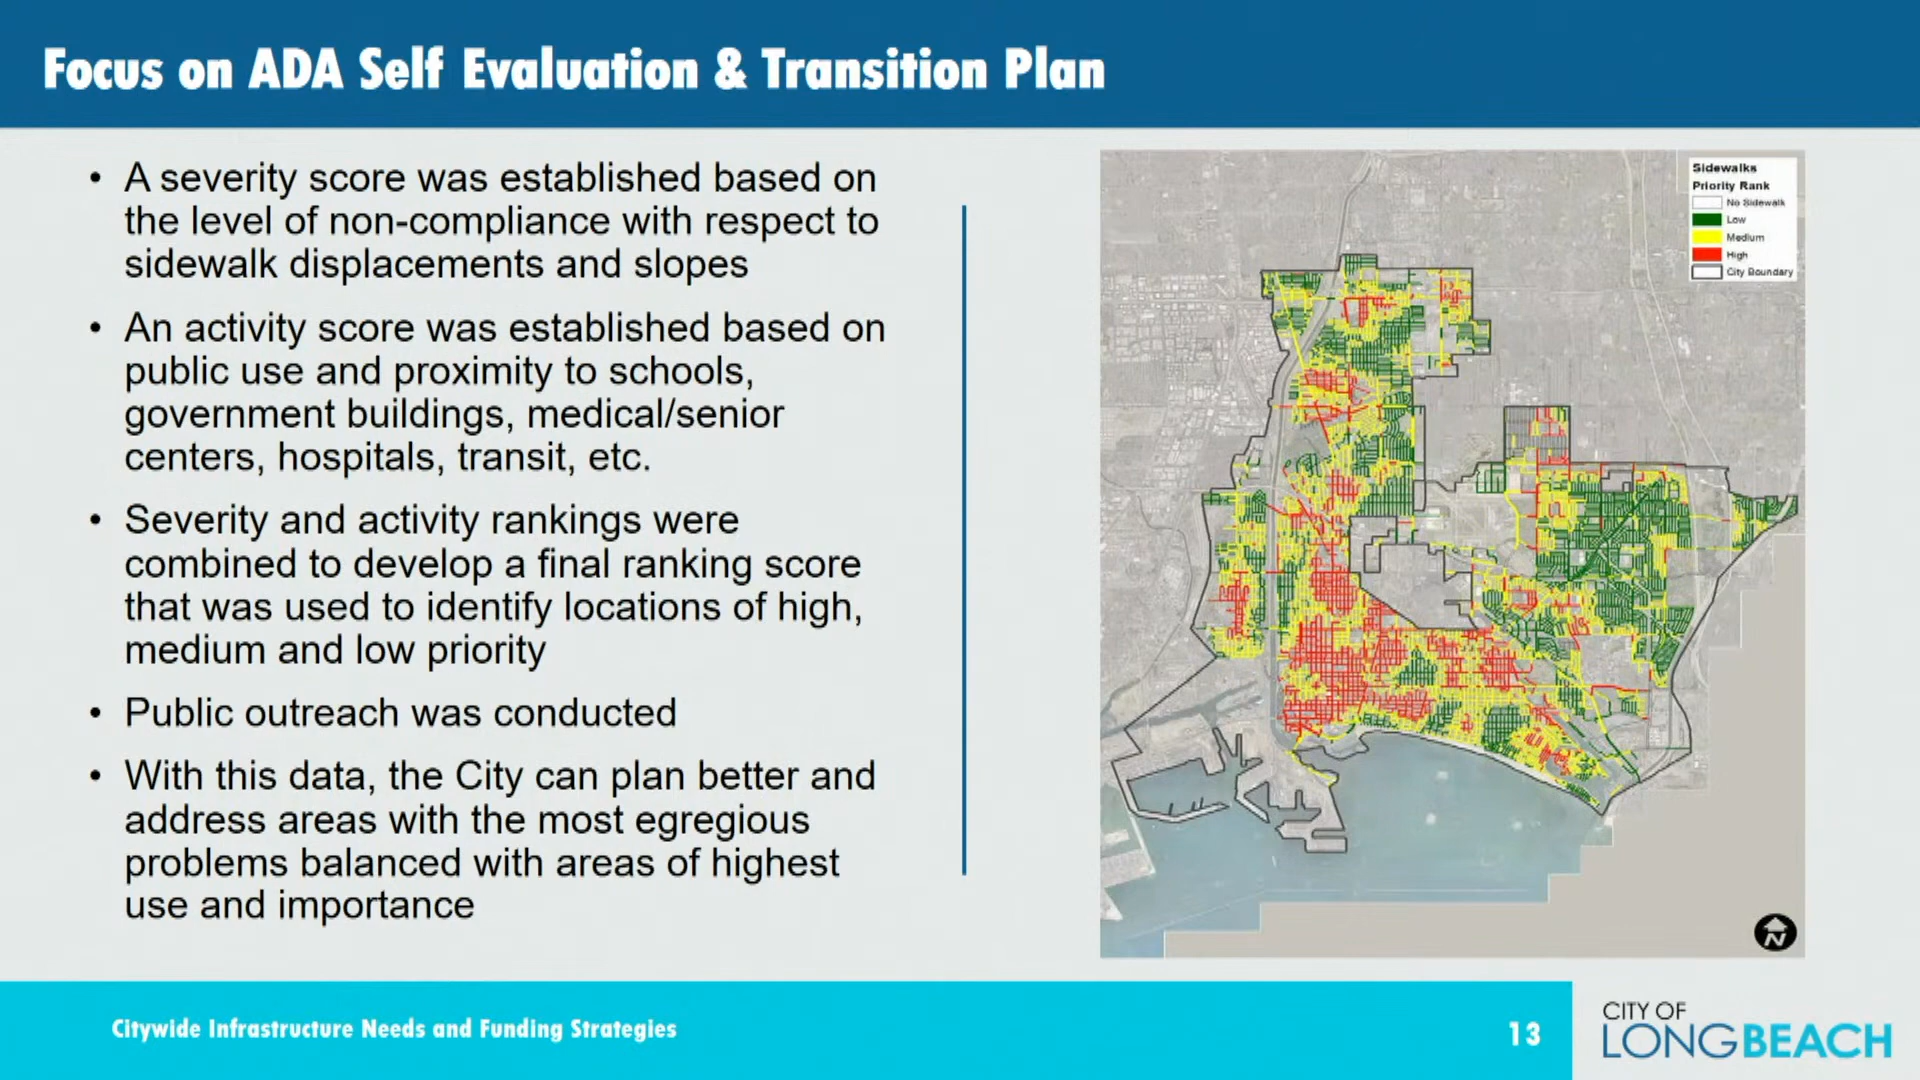 Focus on ADA Self Evaluation & Transition Plan
• A severity score was established based on
the level of non-compliance with respect to
sidewalk displacements and slopes
• An activity score was established based on
public use and proximity to schools,
government buildings, medical/senior
centers, hospitals, transit, etc.
• Severity and activity rankings were
combined to develop a final ranking score
that was used to identify locations of high,
medium and low priority
• Public outreach was conducted
• With this data, the City can plan better and
address areas with the most egregious
problems balanced with areas of highest
use and importance
Sidewalks
Priority Rank
No Sidewalk
Low
Medium
High
City Boundary
N
Citywide Infrastructure Needs and Funding Strategies
13
CITY OF
LONGBEACH